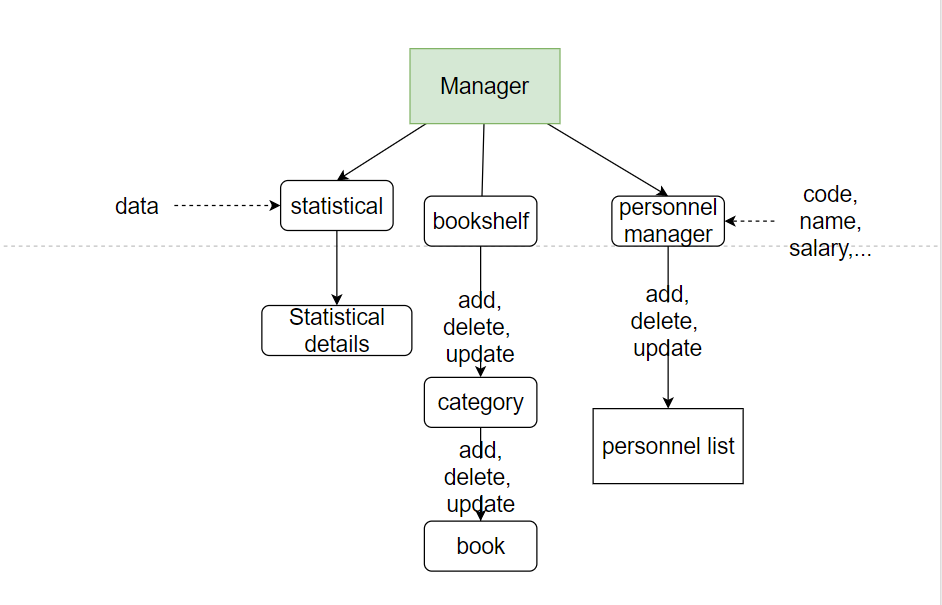 Manager
data
statistical
bookshelf
personnel
manager
code,
name,
salary,...
Statistical
details
add,
delete,
update
add,
delete,
update
category
personnel list
add,
delete,
update
book